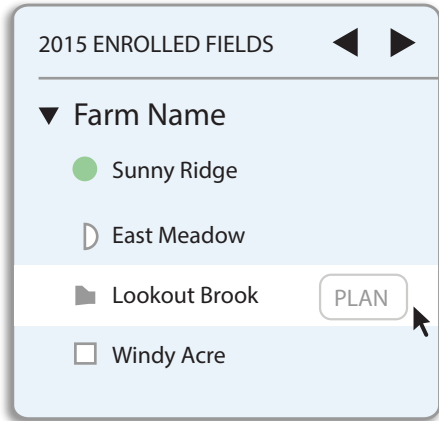 2015 ENROLLED FIELDS
Farm Name
Sunny Ridge
East Meadow
Lookout Brook PLAN
Windy Acre